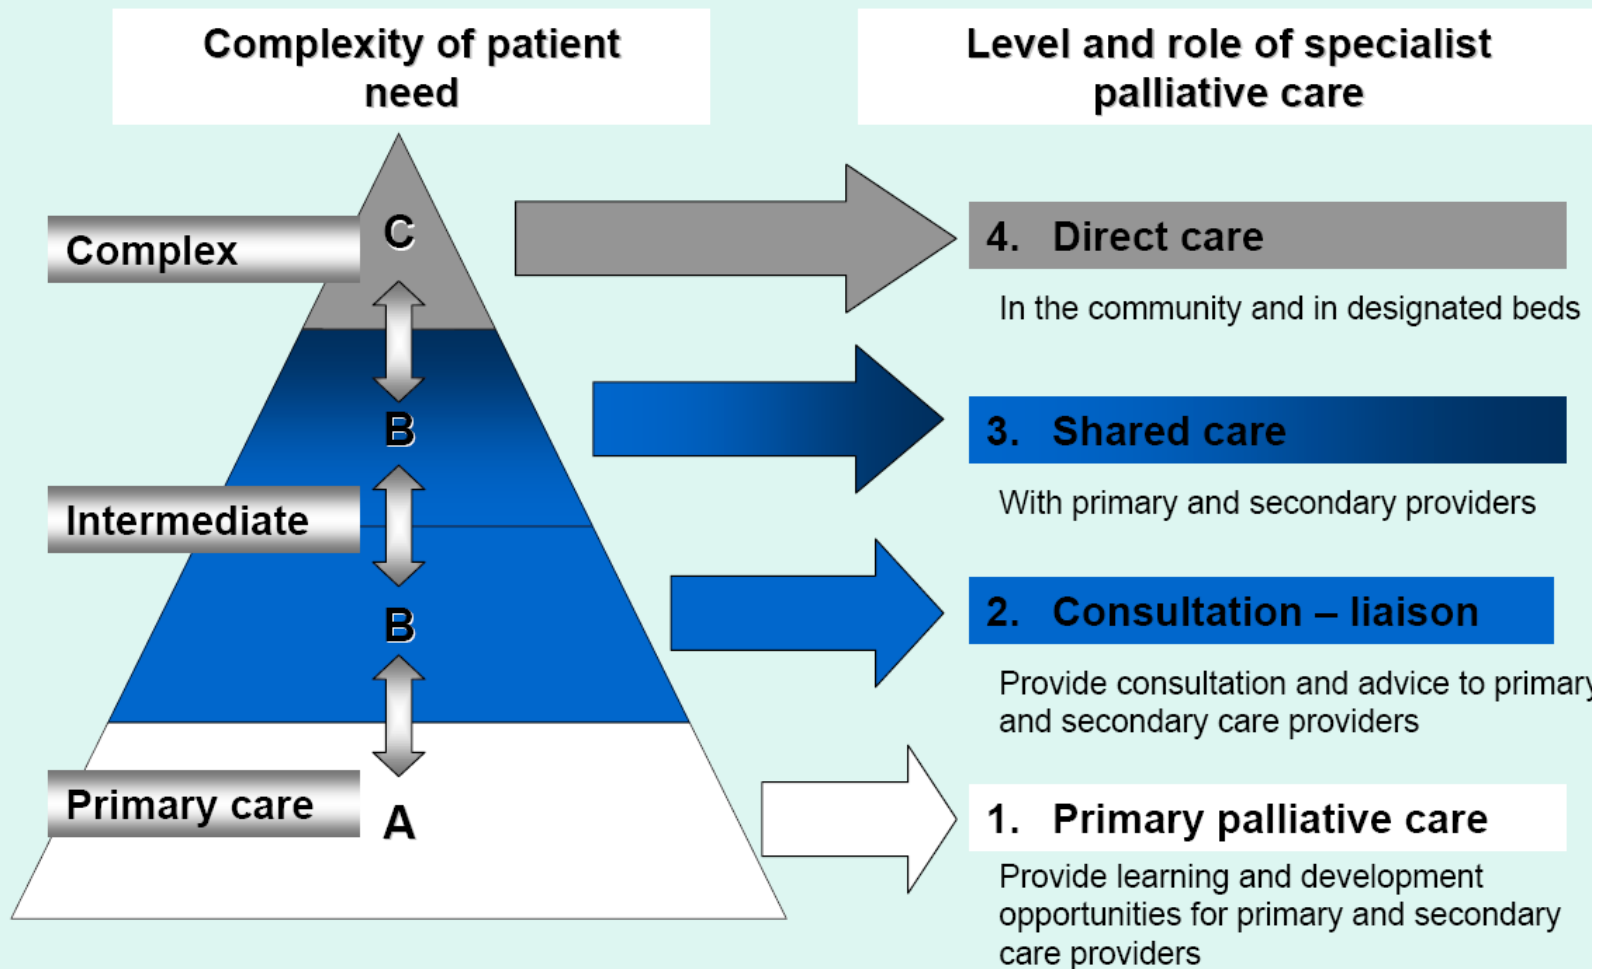 Complexity of patient
need
Level and role of specialist
palliative care
C
Complex
4. Direct care
In the community and in designated beds
B
3. Shared care
With primary and secondary providers
Intermediate
B
2. Consultation – liaison
Provide consultation and advice to primary
and secondary care providers
Primary care
A
1. Primary palliative care
Provide learning and development
opportunities for primary and secondary
care providers